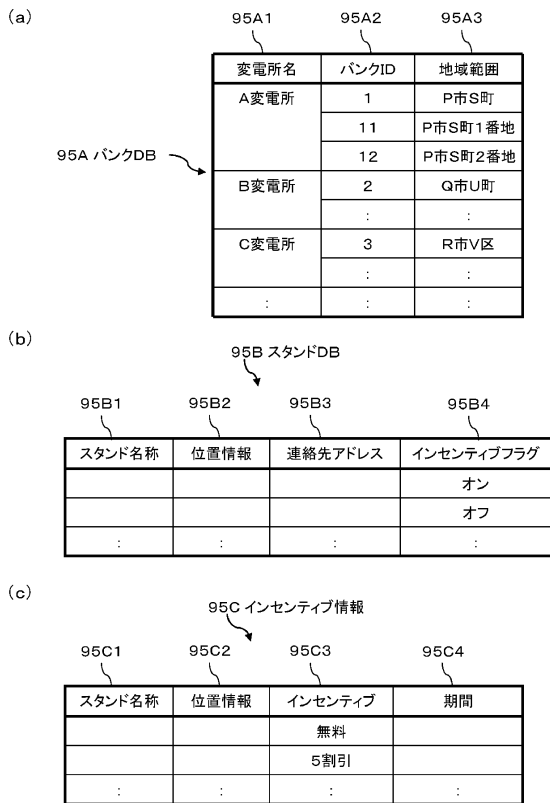 (a)
95A1 95A2 95A3
変電所名 バンクID 地域範囲
A変電所 1 P市S町
11 P市S町1番地
12 P市S町2番地
95A バンクDB
B変電所 2 Q市U町
: :
C変電所 3 R市V区
: :
: : :
(b)
95B スタンドDB
95B1 95B2 95B3 95B4
スタンド名称 位置情報 連絡先アドレス インセンティブフラグ
オン
オフ
: : : :
(c)
95C インセンティブ情報
95C1 95C2 95C3 95C4
スタンド名称 位置情報 インセンティブ 期間
無料
5割引
: : : :